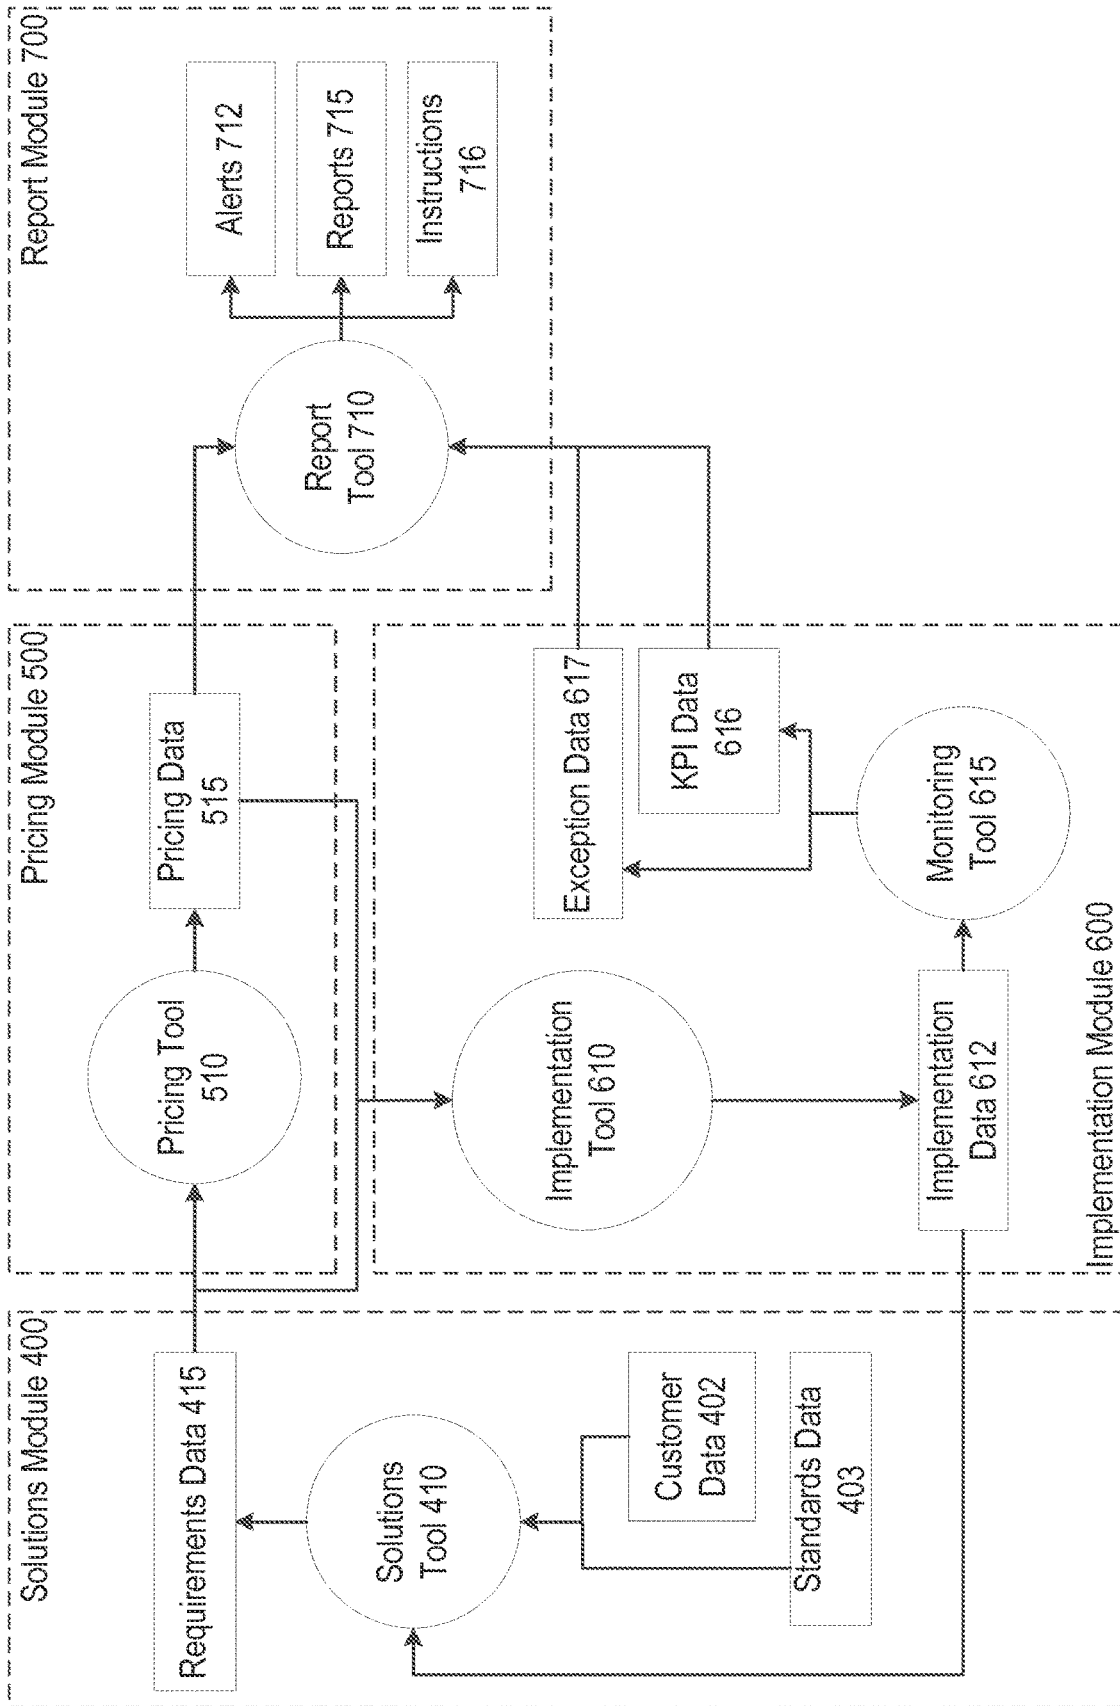 Solutions Module 400
Requirements Data 415
Solutions
Tool 410
Customer
Data 402
Standards Data
403
Pricing Module 500
Pricing Tool
510
Pricing Data
515
Implementation
Tool 610
Implementation
Data 612
Exception Data 617
KPI Data
616
Monitoring
Tool 615
Implementation Module 600
Report Module 700
Report
Tool 710
Alerts 712
Reports 715
Instructions
716